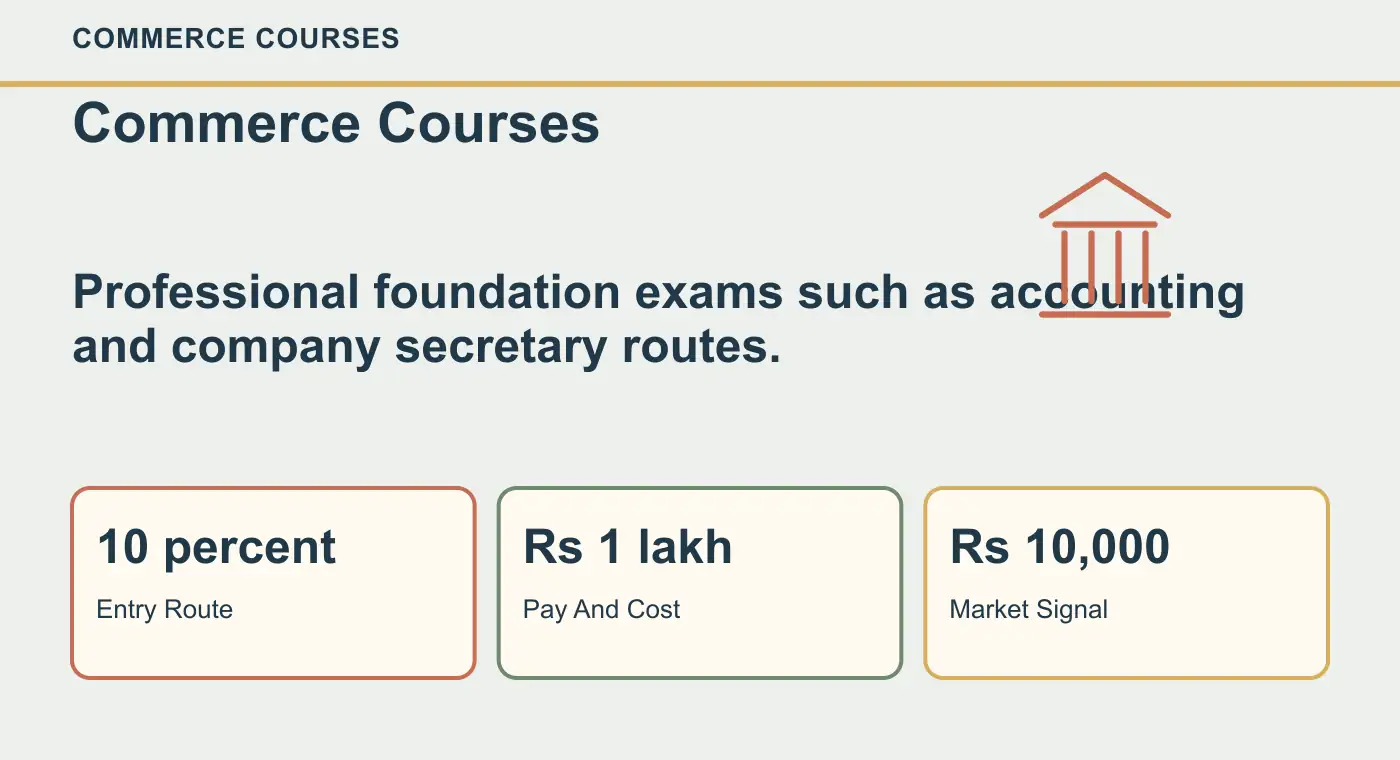 COMMERCE COURSES
Commerce Courses
Professional foundation exams such as accounting
and company secretary routes.
10 percent
Entry Route
Rs 1 lakh
Pay And Cost
Rs 10,000
Market Signal